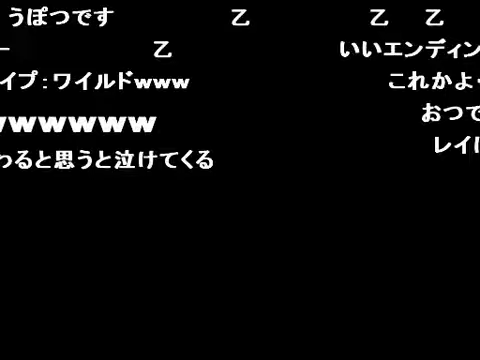 うぽつです 乙 乙 乙
ー 乙 いいエンディン
イプ：ワイルドwww これかよ
wwwwww おつで
わると思うと泣けてくる レイ